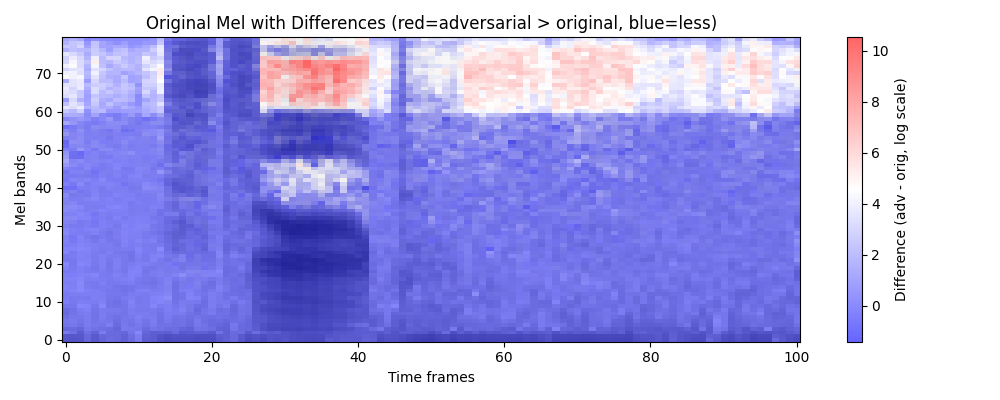 Original Mel with Differences (red=adversarial > original, blue=less)
Mel bands
70
60
50
40
30
20
10
0
0 20 40 60 80 100
Time frames
10
8
6
4
2
0
Difference (adv - orig, log scale)